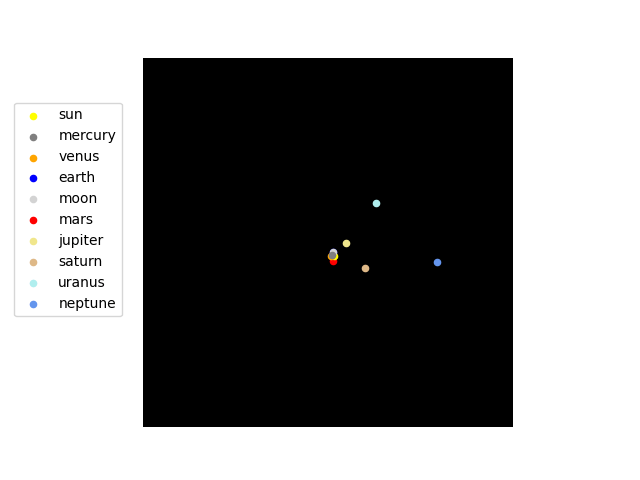 sun
mercury
venus
earth
moon
mars
jupiter
saturn
uranus
neptune